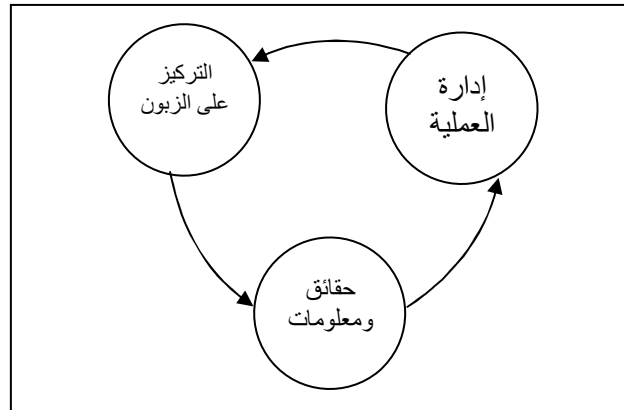 إدارة
العملية
التركيز
على الزبون
حقائق
ومعلومات